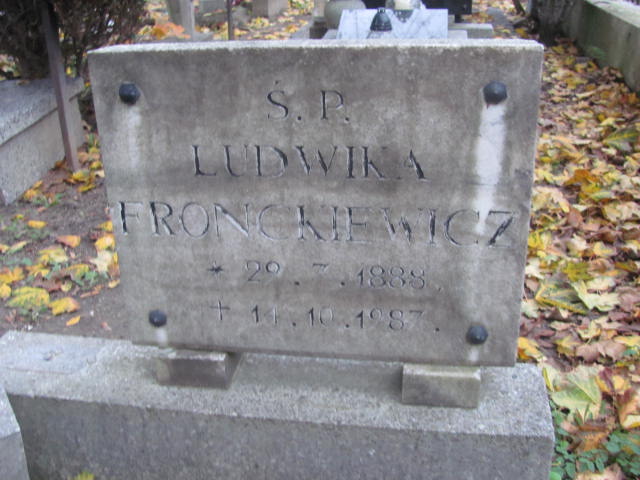 Ś. P.
LUDWIKA
FRONCKIEWICZ
* 29. 7. 1888.
+ 14. 10. 1987.